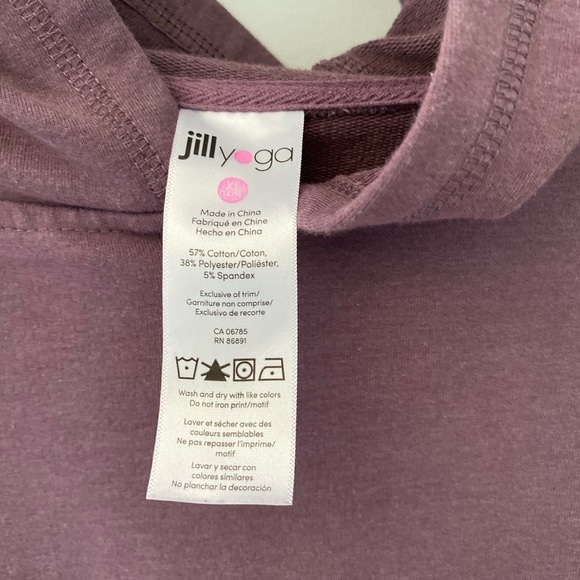 jill yoga
XL
Made in China
Fabriqué en Chine
Hecho en China
57% Cotton/Coton,
38% Polyester/Poliéster,
5% Spandex
Exclusive of trim/
Garniture non comprise/
Exclusivo de recorte
CA 06785
RN 86891
Wash and dry with like colors
Do not iron print/motif
Laver et sécher avec des
couleurs semblables
Ne pas repasser l'imprime/
motif
Lavar y secar con
colores similares
No planchar la decoración